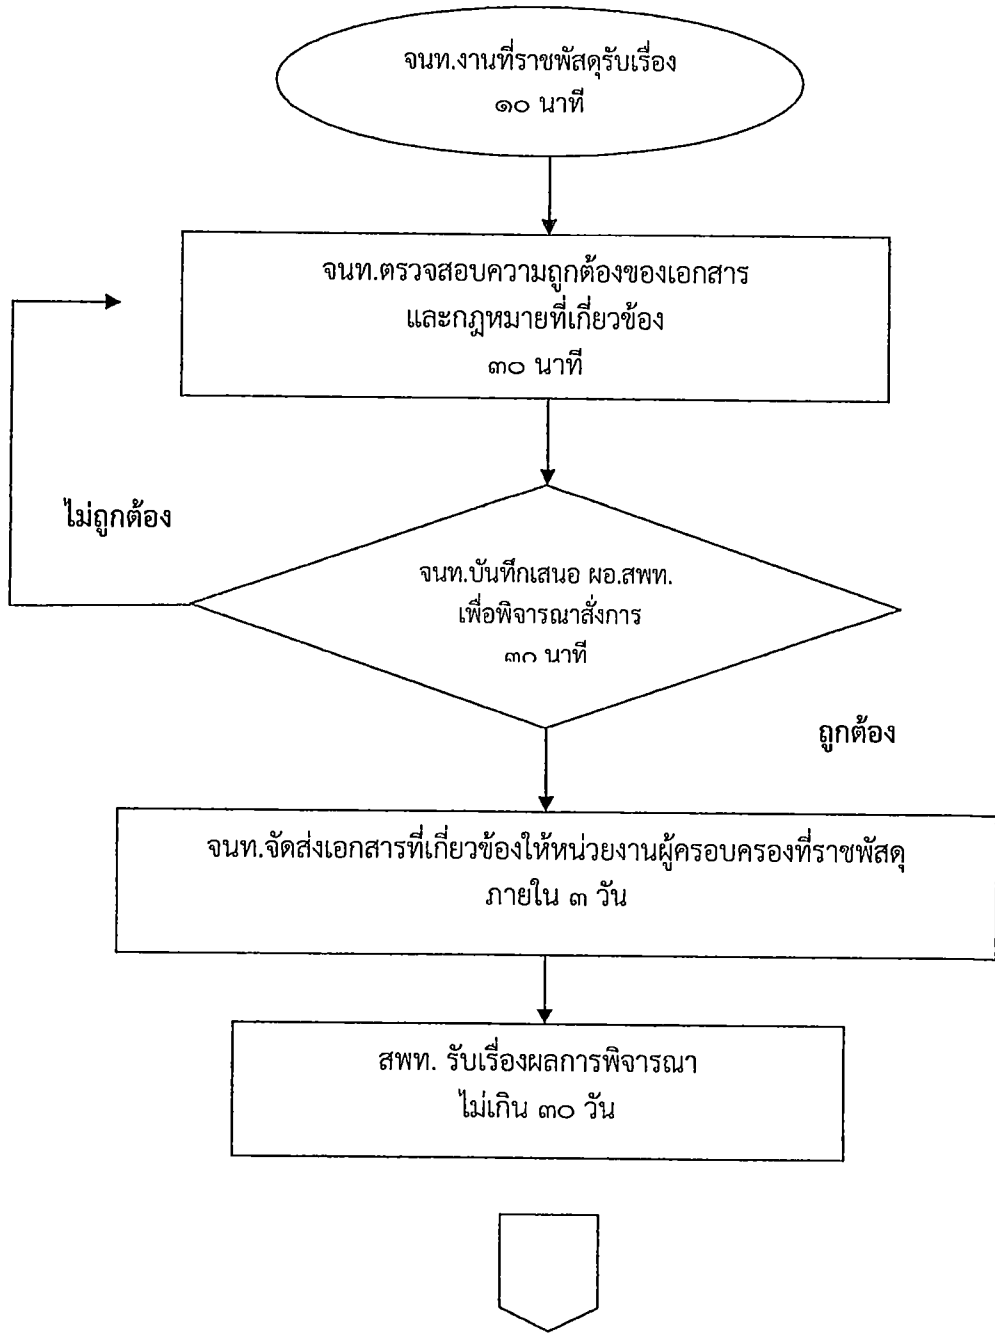 จนท.งานที่ราชพัสดุรับเรื่อง
๑๐ นาที
จนท.ตรวจสอบความถูกต้องของเอกสาร
และกฎหมายที่เกี่ยวข้อง
๓๐ นาที
ไม่ถูกต้อง
จนท.บันทึกเสนอ ผอ.สพท.
เพื่อพิจารณาสั่งการ
๓๐ นาที
ถูกต้อง
จนท.จัดส่งเอกสารที่เกี่ยวข้องให้หน่วยงานผู้ครอบครองที่ราชพัสดุ
ภายใน ๓ วัน
สพท. รับเรื่องผลการพิจารณา
ไม่เกิน ๓๐ วัน